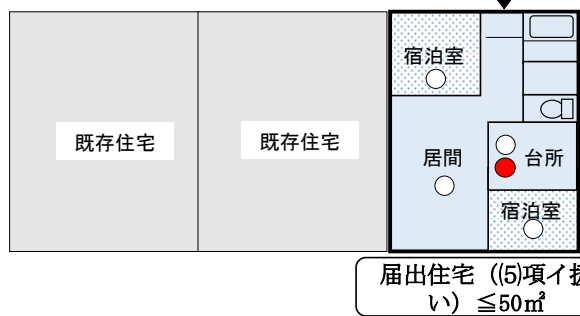 宿泊室
既存住宅
既存住宅
居間
台所
宿泊室
届出住宅（⑸項イ扱
い）≦50㎡